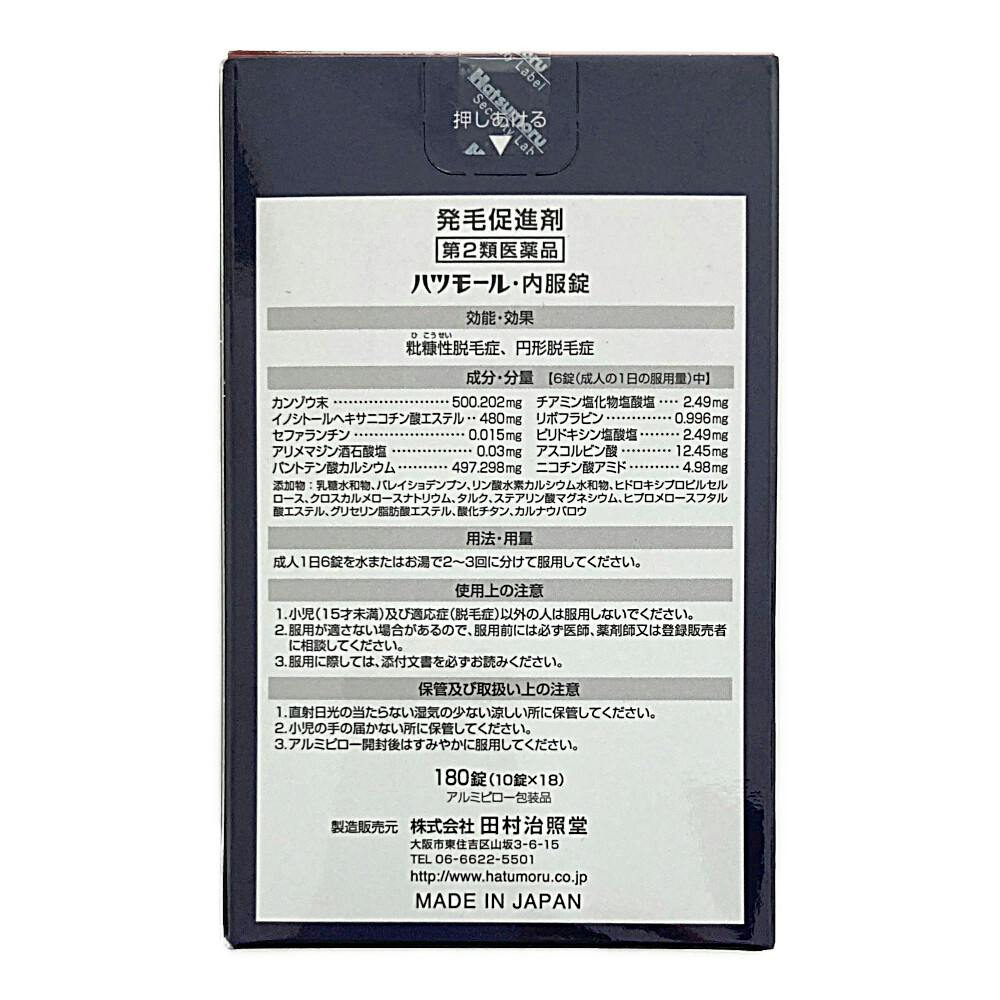 Hatsumoru
Security Label
Hatsumoru
Security Label
押しあける
発毛促進剤
第2類医薬品
ハツモール・内服錠
効能・効果
ひ こうせい
粃糠性脱毛症、円形脱毛症
成分・分量 【6錠(成人の1日の服用量)中】
カンゾウ末 ………………… 500.202mg チアミン塩化物塩酸塩 ‥‥ 2.49mg
イノシトールヘキサニコチン酸エステル ‥ 480mg リボフラビン ………… 0.996mg
セファランチン ………………… 0.015mg ピリドキシン塩酸塩 ……… 2.49mg
アリメマジン酒石酸塩 …………… 0.03mg アスコルビン酸 ………… 12.45mg
パントテン酸カルシウム ………… 497.298mg ニコチン酸アミド ………… 4.98mg
添加物：乳糖水和物、バレイショデンプン、リン酸水素カルシウム水和物、ヒドロキシプロピルセル
ロース、クロスカルメロースナトリウム、タルク、ステアリン酸マグネシウム、ヒプロメロースフタル
酸エステル、グリセリン脂肪酸エステル、酸化チタン、カルナウバロウ
用法・用量
成人1日6錠を水またはお湯で2～3回に分けて服用してください。
使用上の注意
1.小児(15才未満)及び適応症(脱毛症)以外の人は服用しないでください。
2.服用が適さない場合があるので、服用前には必ず医師、薬剤師又は登録販売者
に相談してください。
3.服用に際しては、添付文書を必ずお読みください。
保管及び取扱い上の注意
1.直射日光の当たらない湿気の少ない涼しい所に保管してください。
2.小児の手の届かない所に保管してください。
3.アルミピロー開封後はすみやかに服用してください。
180錠(10錠×18)
アルミピロー包装品
製造販売元 株式会社 田村治照堂
大阪市東住吉区山坂3-6-15
TEL 06-6622-5501
http://www.hatumoru.co.jp
MADE IN JAPAN